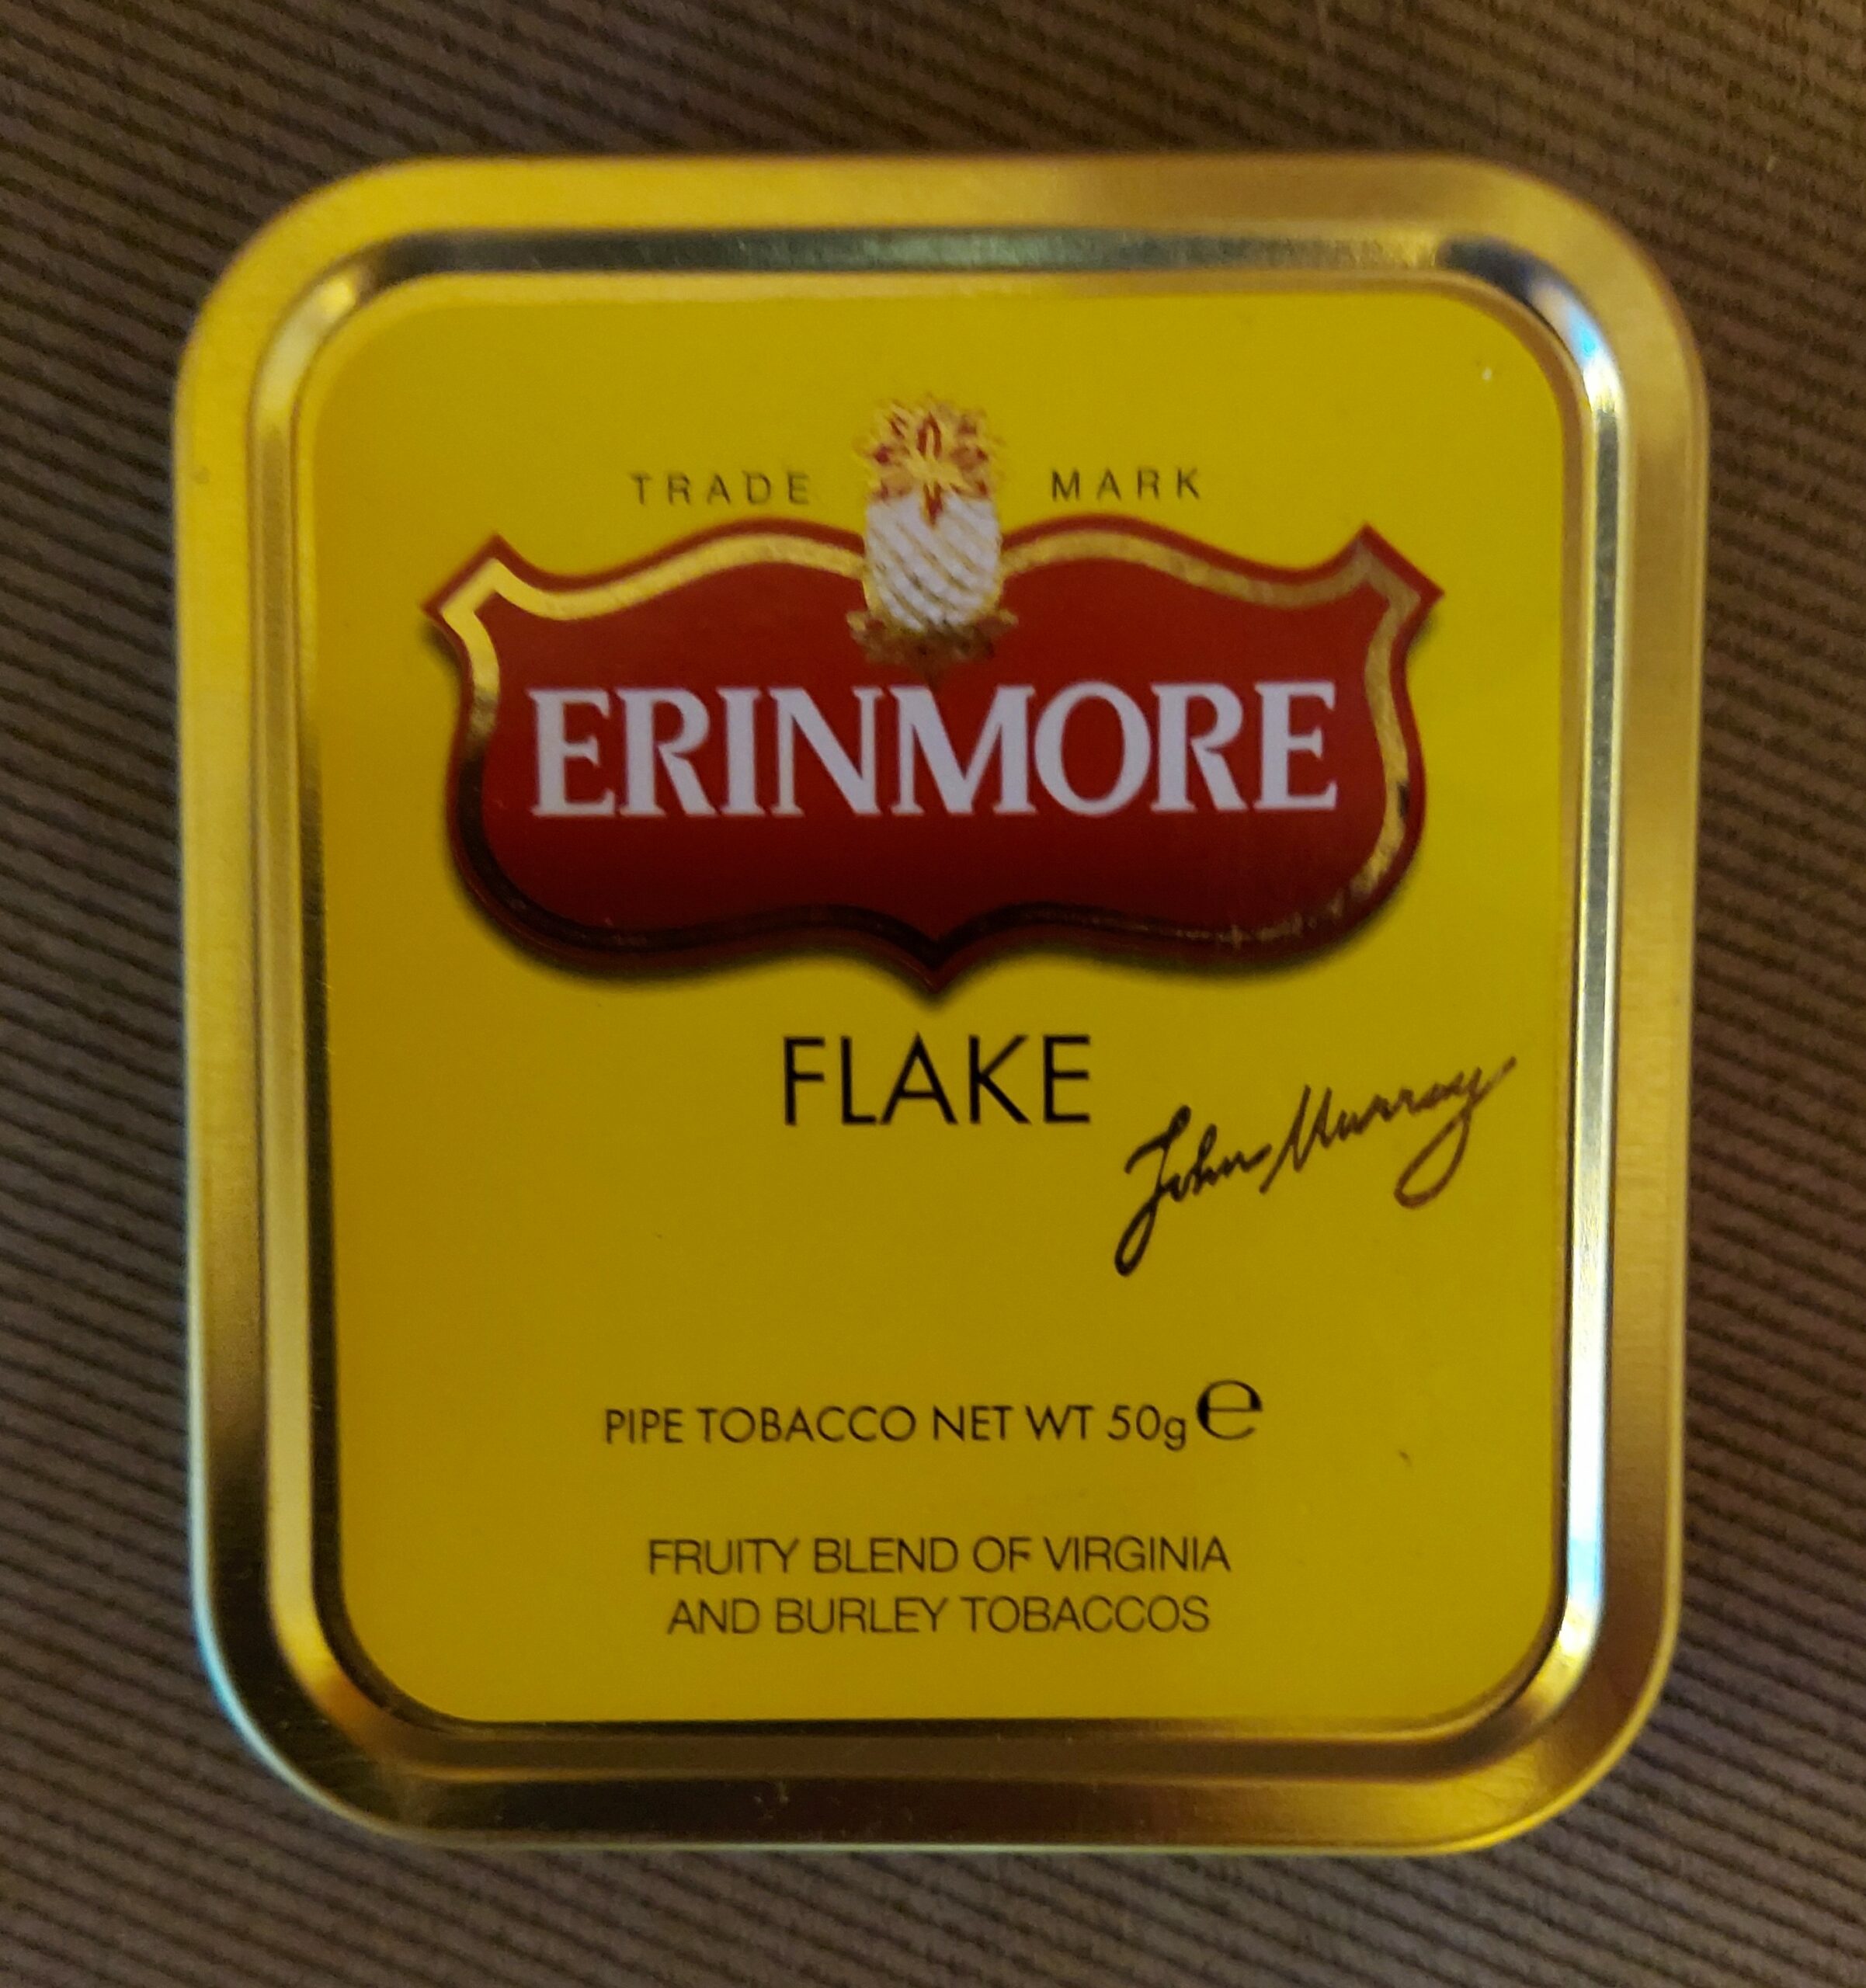 TRADE MARK
ERINMORE
FLAKE
John Murray
PIPE TOBACCO NET WT 50g ℮
FRUITY BLEND OF VIRGINIA
AND BURLEY TOBACCOS